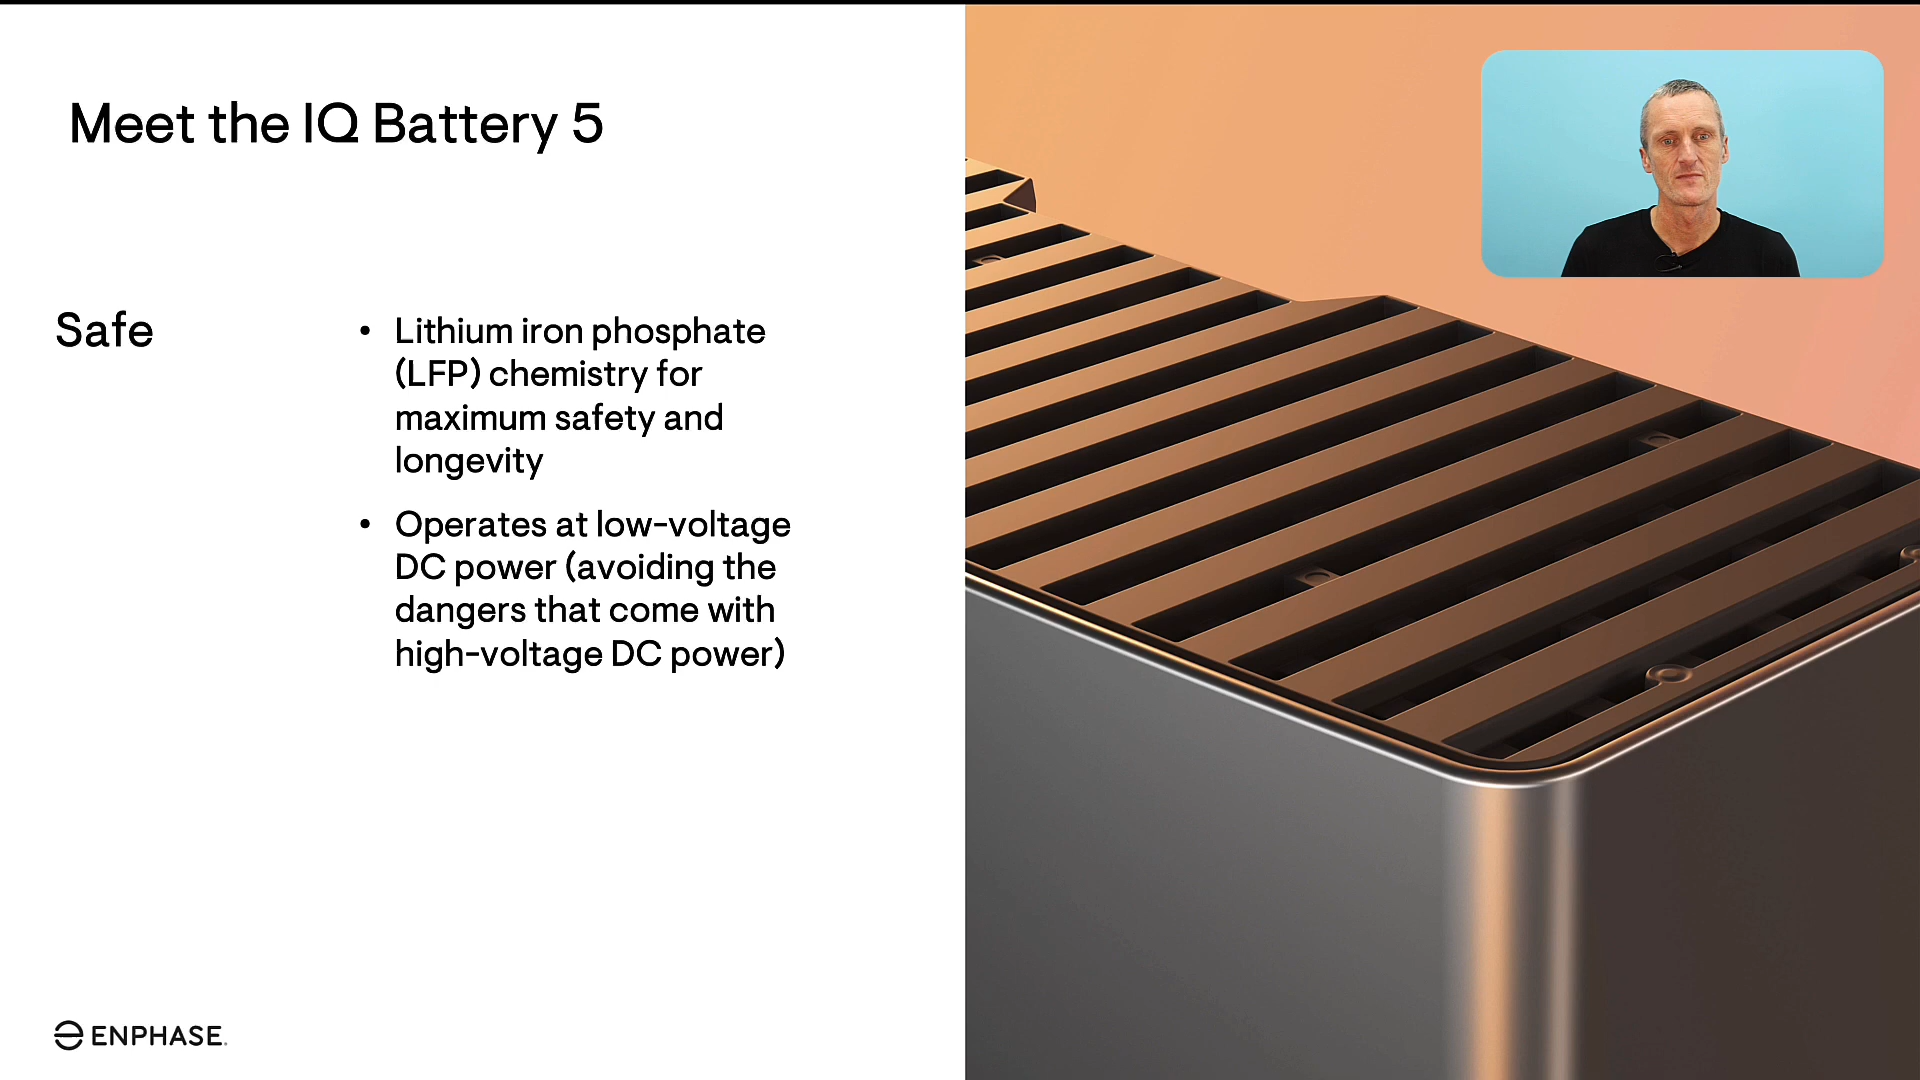 Meet the IQ Battery 5
Safe
• Lithium iron phosphate
(LFP) chemistry for
maximum safety and
longevity
• Operates at low-voltage
DC power (avoiding the
dangers that come with
high-voltage DC power)
ENPHASE.